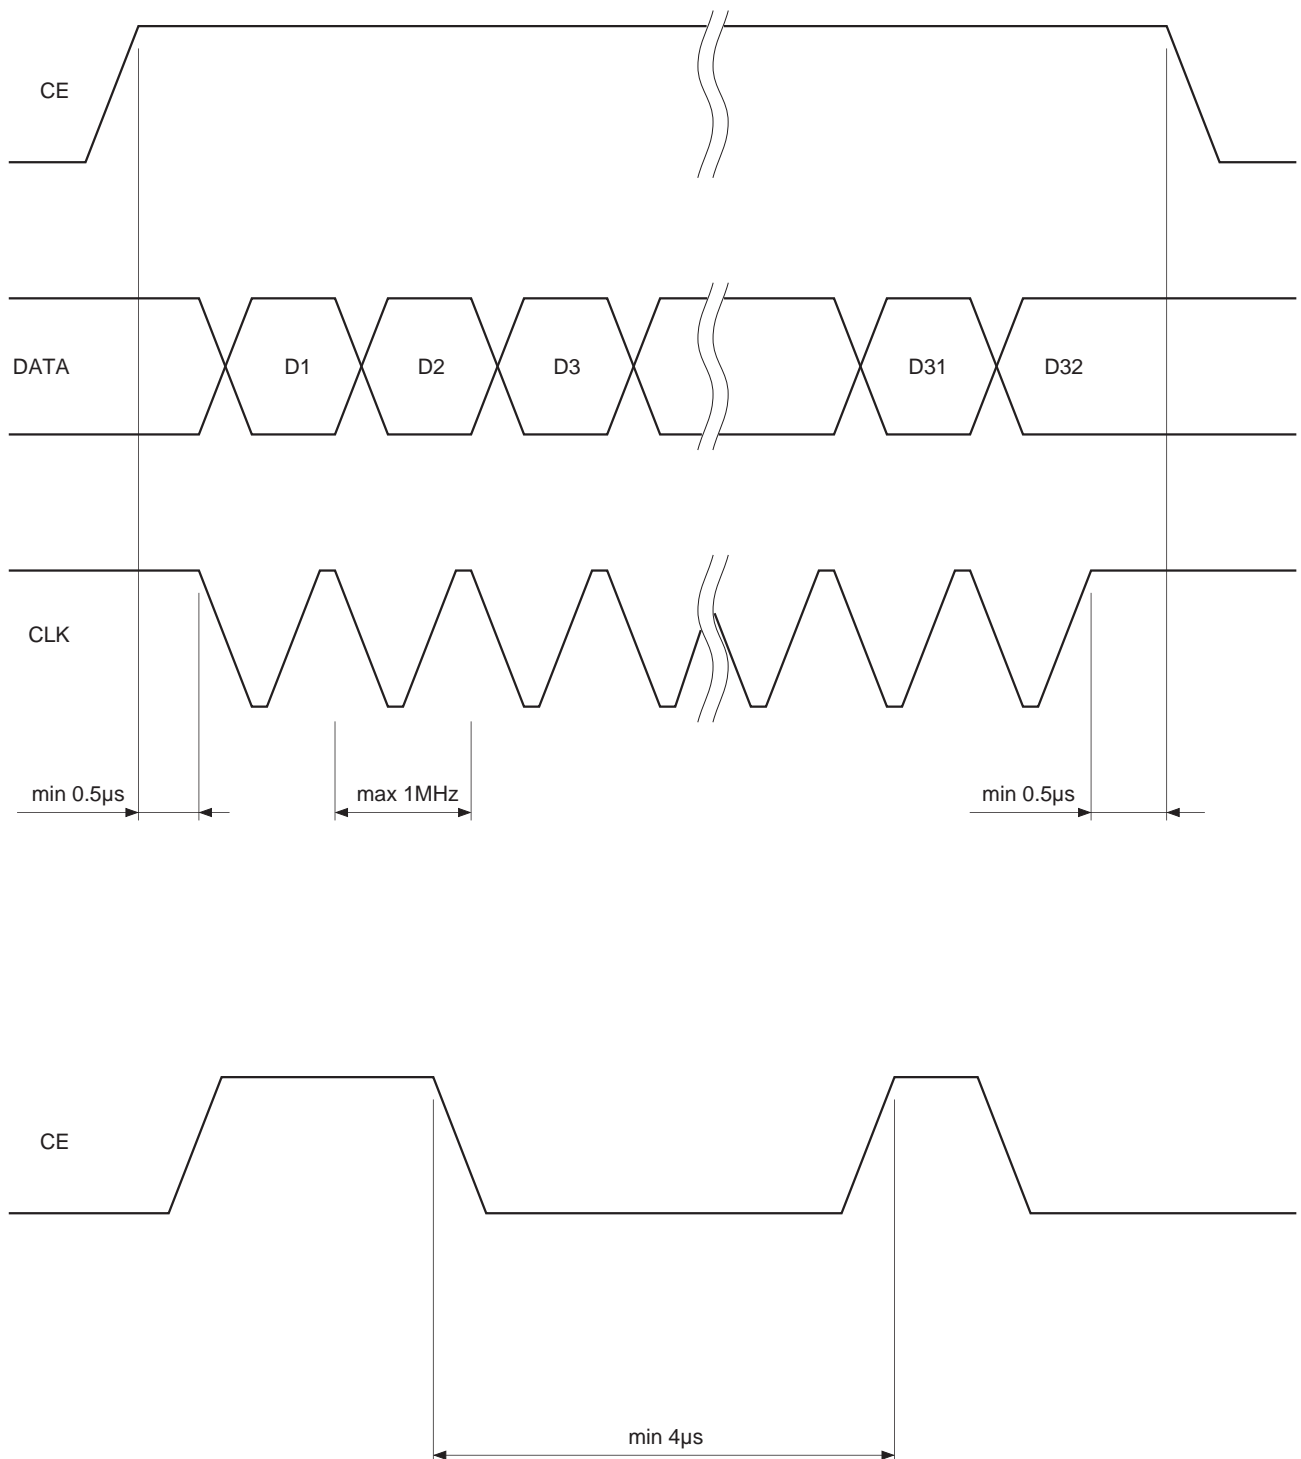 CE
DATA
D1
D2
D3
D31
D32
CLK
min 0.5µs
max 1MHz
min 0.5µs
CE
min 4µs